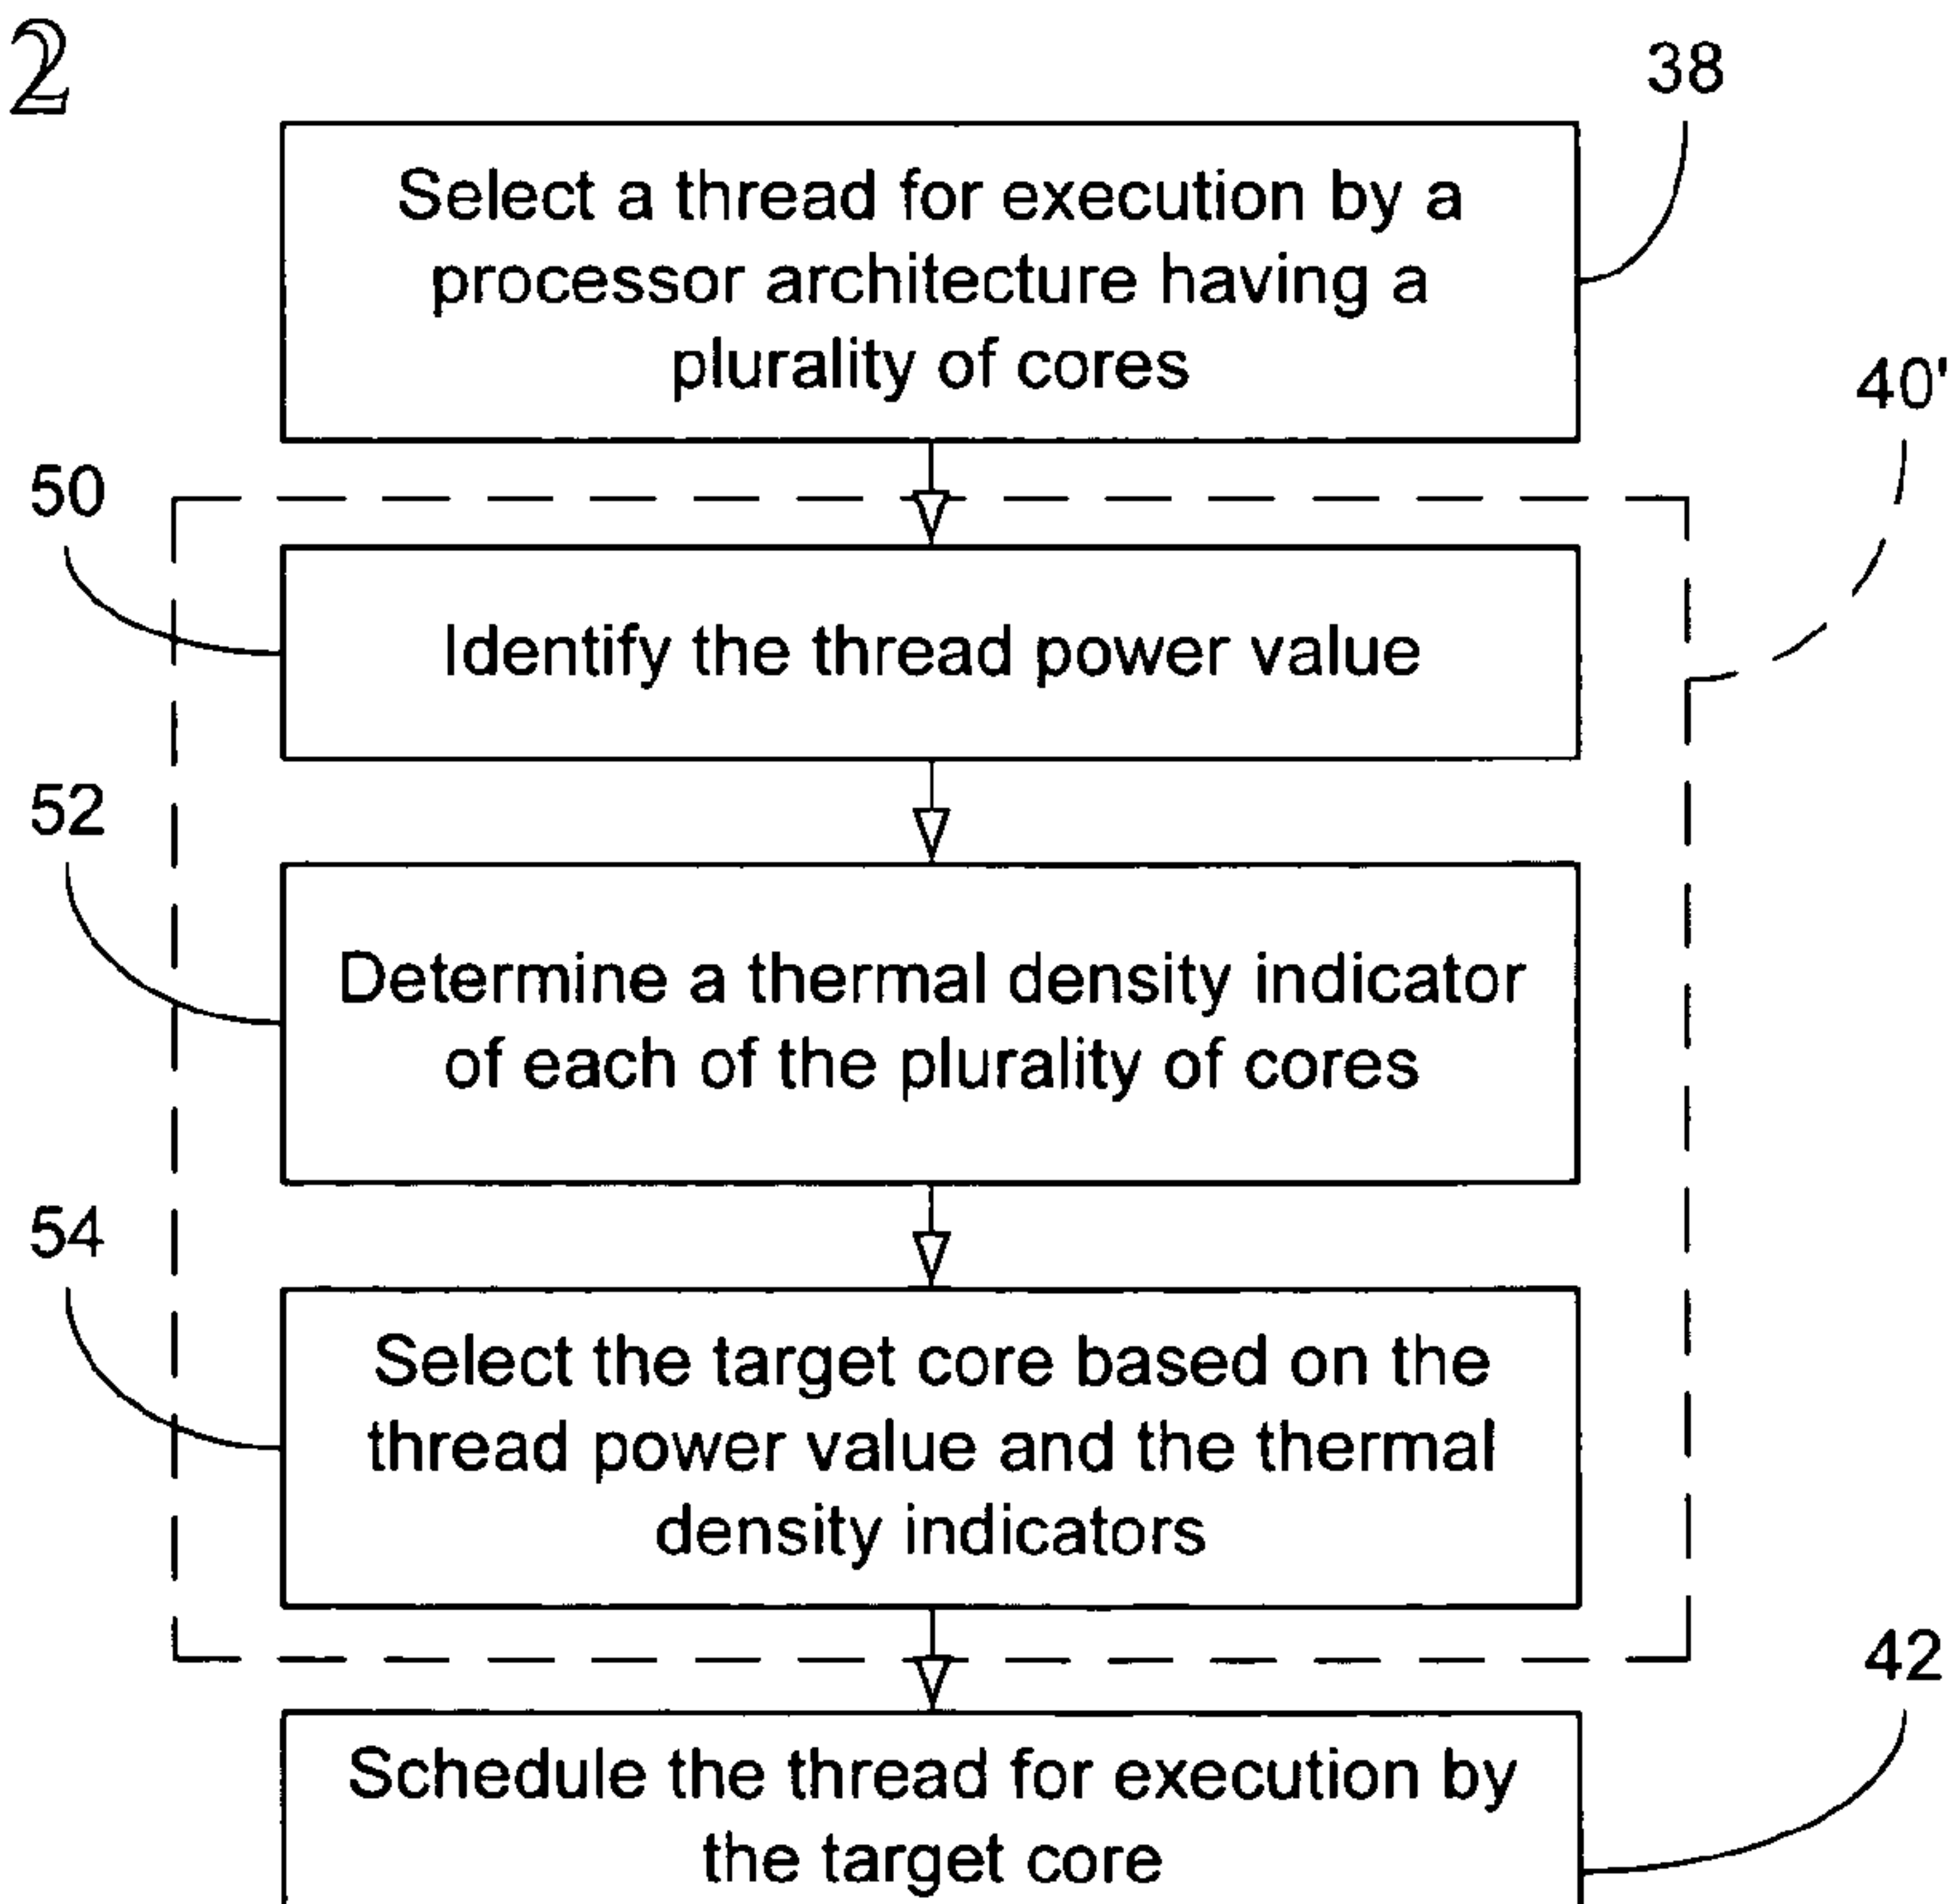 2
38
Select a thread for execution by a
processor architecture having a
plurality of cores
40'
50
Identify the thread power value
52
Determine a thermal density indicator
of each of the plurality of cores
54
Select the target core based on the
thread power value and the thermal
density indicators
42
Schedule the thread for execution by
the target core